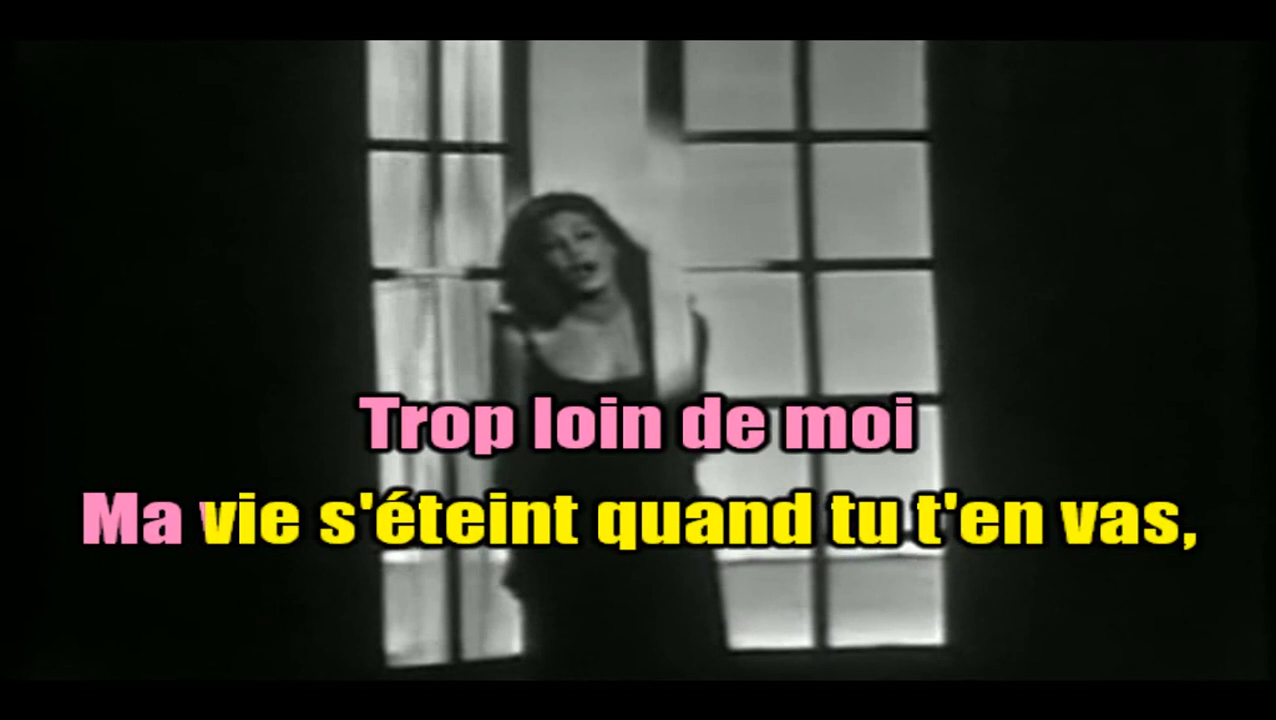 Trop loin de moi
Ma vie s'éteint quand tu t'en vas,